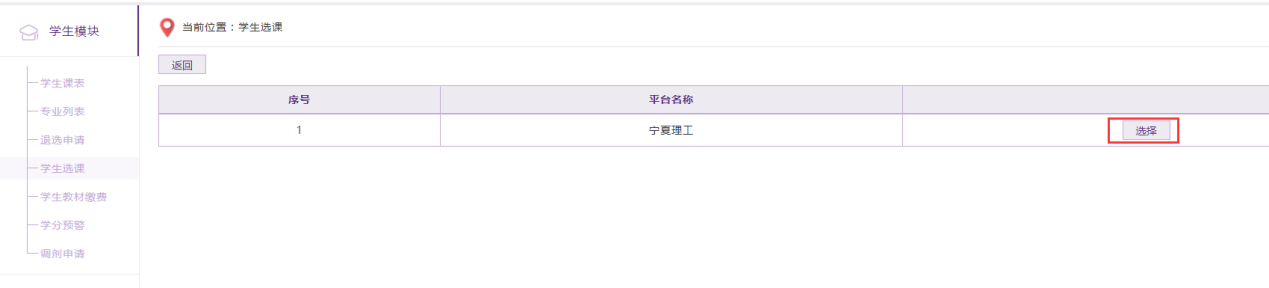 学生模块
学生课表
专业列表
退选申请
学生选课
学生教材缴费
学分预警
调剂申请
当前位置：学生选课
返回
序号 平台名称
1 宁夏理工 选择